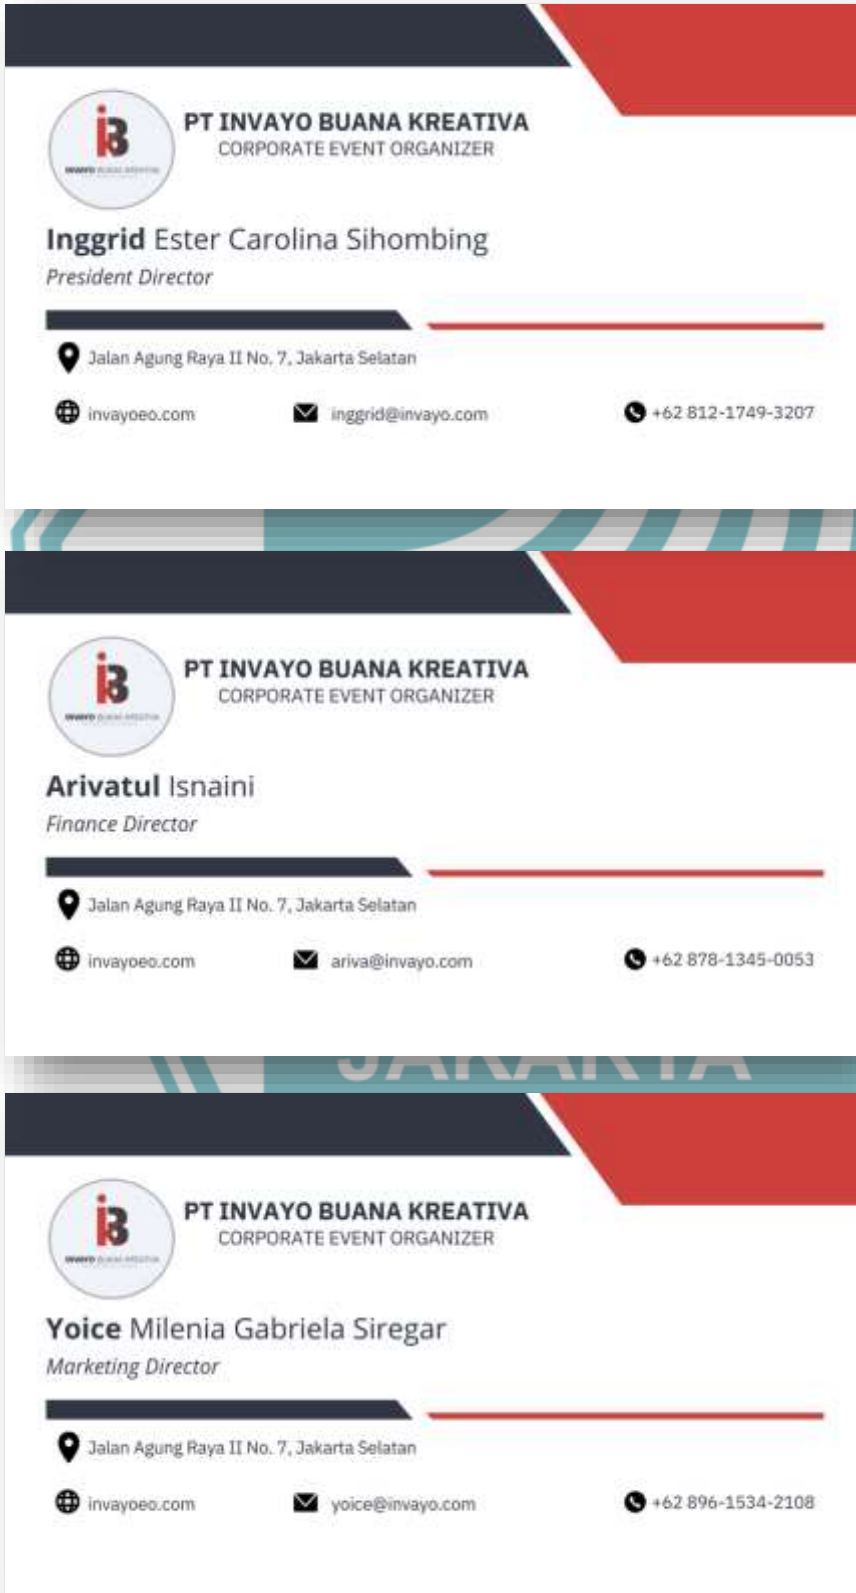 PT INVAYO BUANA KREATIVA
CORPORATE EVENT ORGANIZER
Inggrid Ester Carolina Sihombing
President Director
Jalan Agung Raya II No. 7, Jakarta Selatan
invayoeo.com inggrid@invayo.com +62 812-1749-3207
PT INVAYO BUANA KREATIVA
CORPORATE EVENT ORGANIZER
Arivatul Isnaini
Finance Director
Jalan Agung Raya II No. 7, Jakarta Selatan
invayoeo.com ariva@invayo.com +62 878-1345-0053
JAKARTA
PT INVAYO BUANA KREATIVA
CORPORATE EVENT ORGANIZER
Yoice Milenia Gabriela Siregar
Marketing Director
Jalan Agung Raya II No. 7, Jakarta Selatan
invayoeo.com yoice@invayo.com +62 896-1534-2108